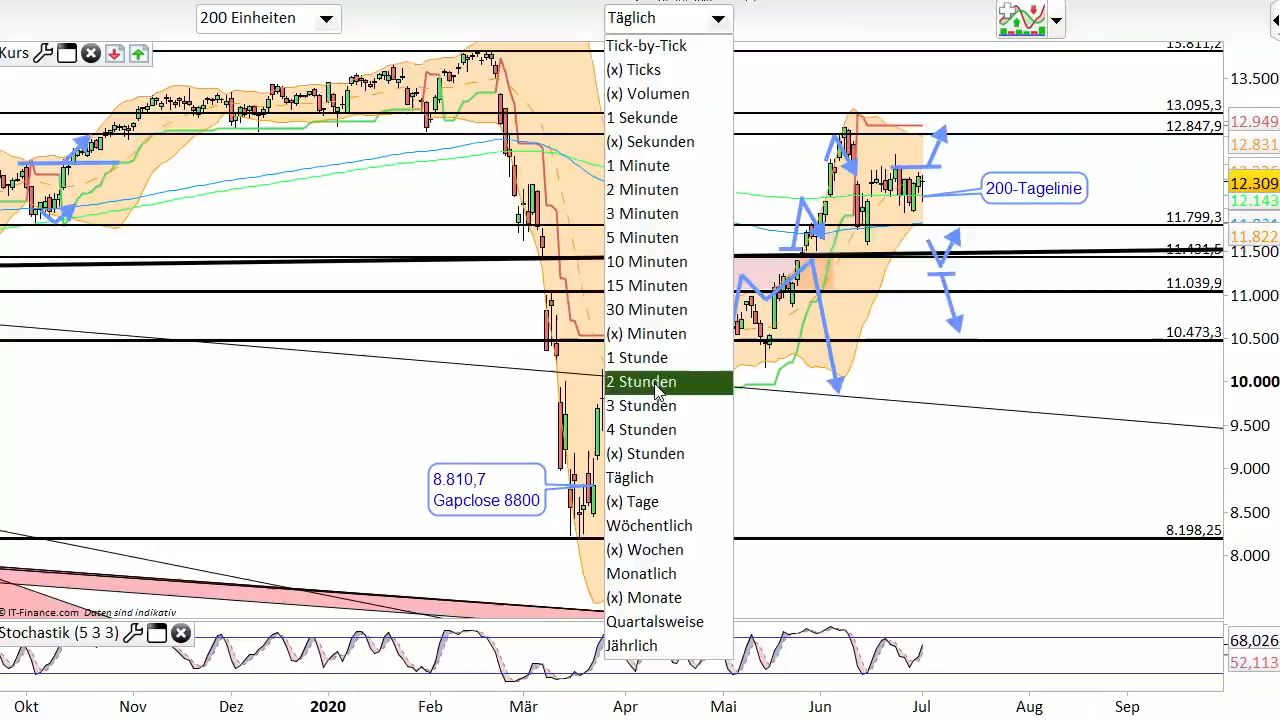 200 Einheiten
Täglich
Kurs
Tick-by-Tick
(x) Ticks
(x) Volumen
1 Sekunde
(x) Sekunden
1 Minute
2 Minuten
3 Minuten
5 Minuten
10 Minuten
15 Minuten
30 Minuten
(x) Minuten
1 Stunde
2 Stunden
3 Stunden
4 Stunden
(x) Stunden
Täglich
(x) Tage
Wöchentlich
(x) Wochen
Monatlich
(x) Monate
Quartalsweise
Jährlich
200-Tagelinie
8.810,7
Gapclose 8800
13.811,2
13.095,3
12.847,9
11.799,3
11.431,5
11.039,9
10.473,3
8.198,25
13.500
12.949
12.831
12.309
12.143
11.822
11.500
11.000
10.500
10.000
9.500
9.000
8.500
8.000
© IT-Finance.com Daten sind indikativ
Stochastik (5 3 3)
68,026
52,113
Okt Nov Dez 2020 Feb Mär Apr Mai Jun Jul Aug Sep